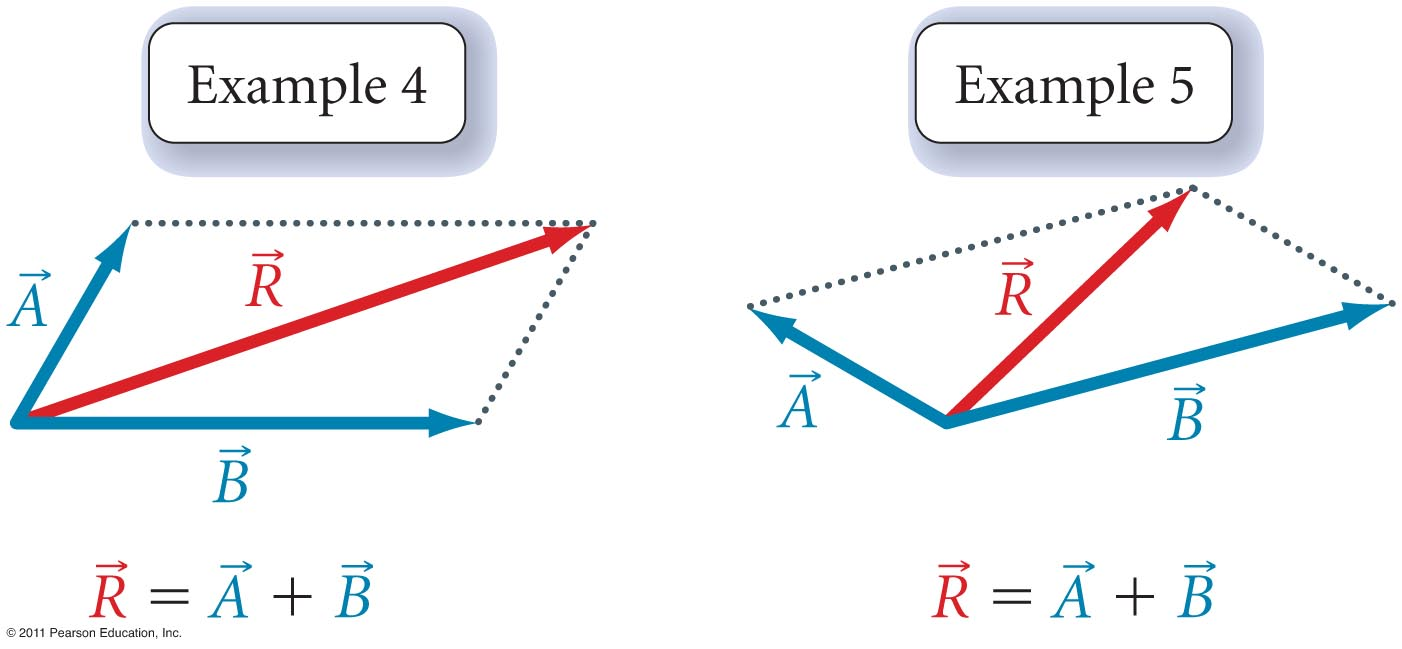 Example 4
Example 5
A⃗
R⃗
B⃗
R⃗
A⃗
B⃗
R⃗ = A⃗ + B⃗
R⃗ = A⃗ + B⃗
© 2011 Pearson Education, Inc.